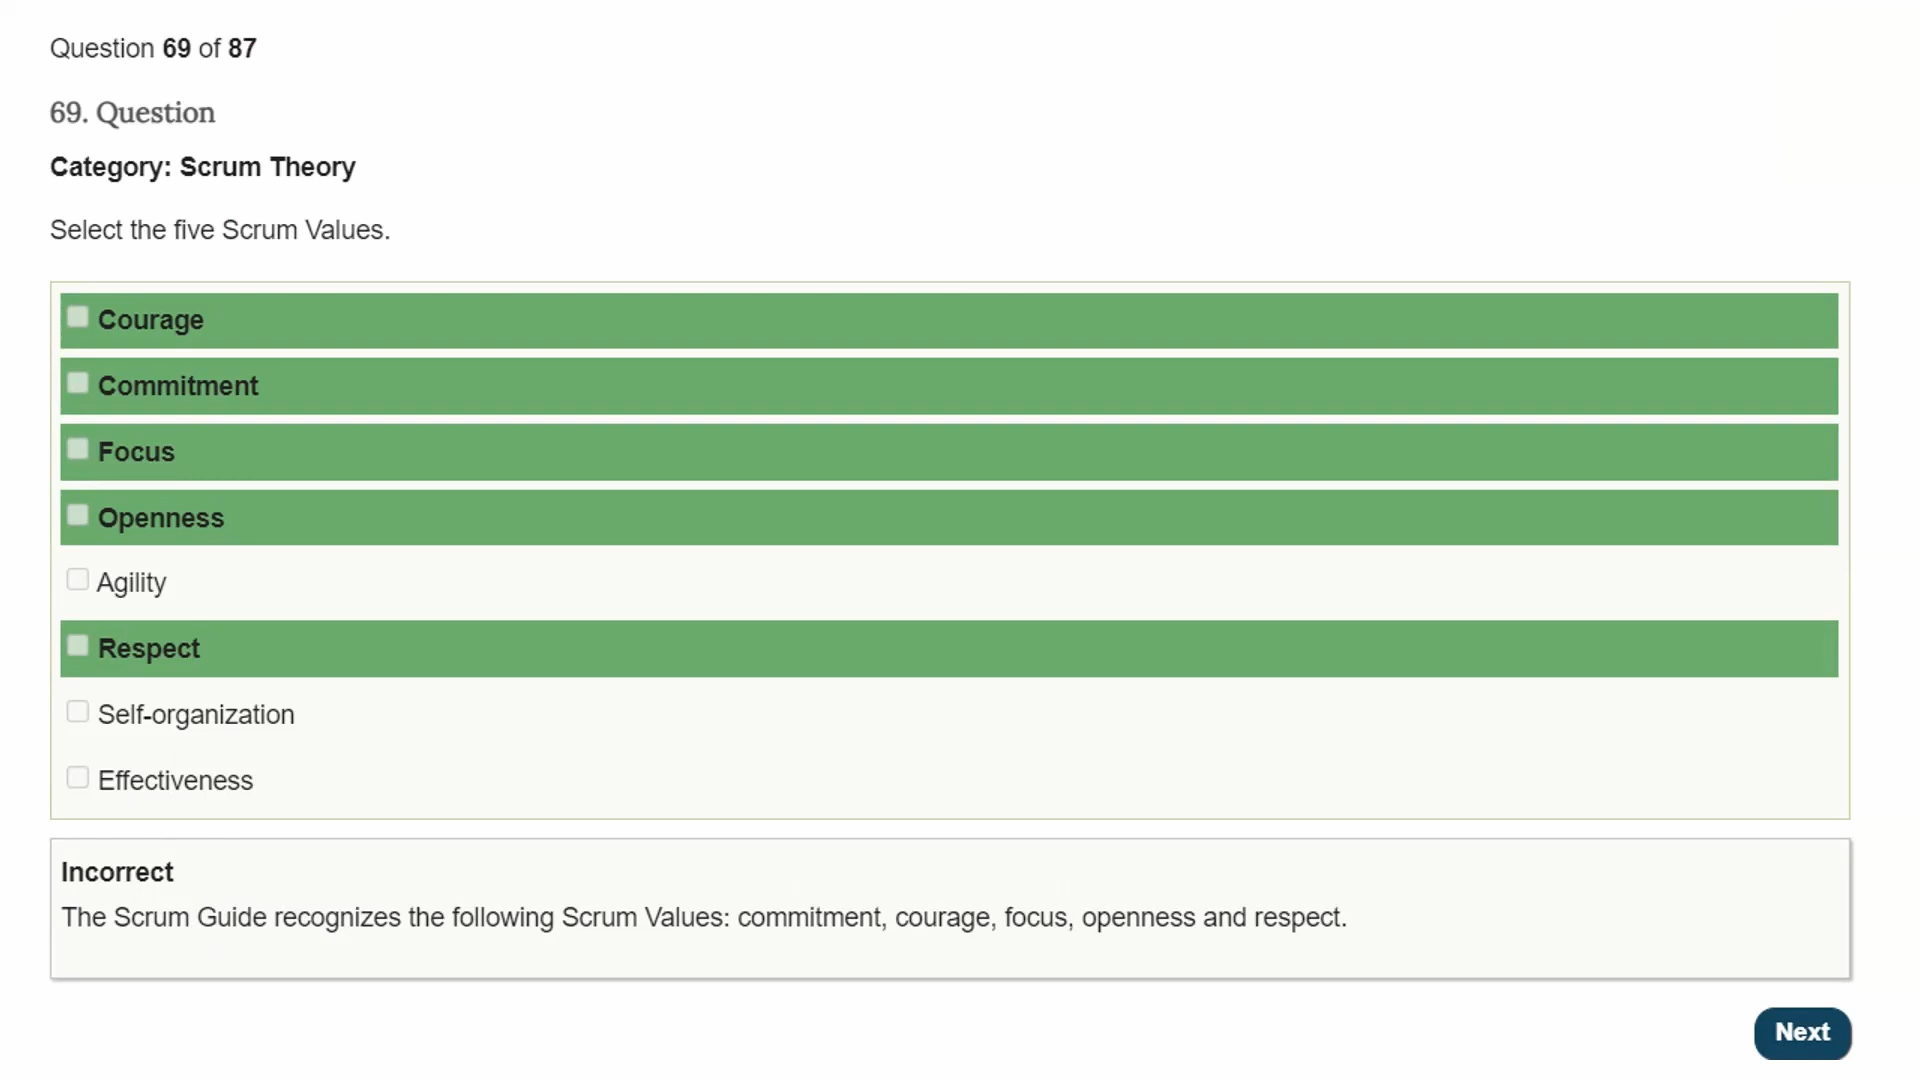 Question 69 of 87
69. Question
Category: Scrum Theory
Select the five Scrum Values.
Courage
Commitment
Focus
Openness
Agility
Respect
Self-organization
Effectiveness
Incorrect
The Scrum Guide recognizes the following Scrum Values: commitment, courage, focus, openness and respect.
Next